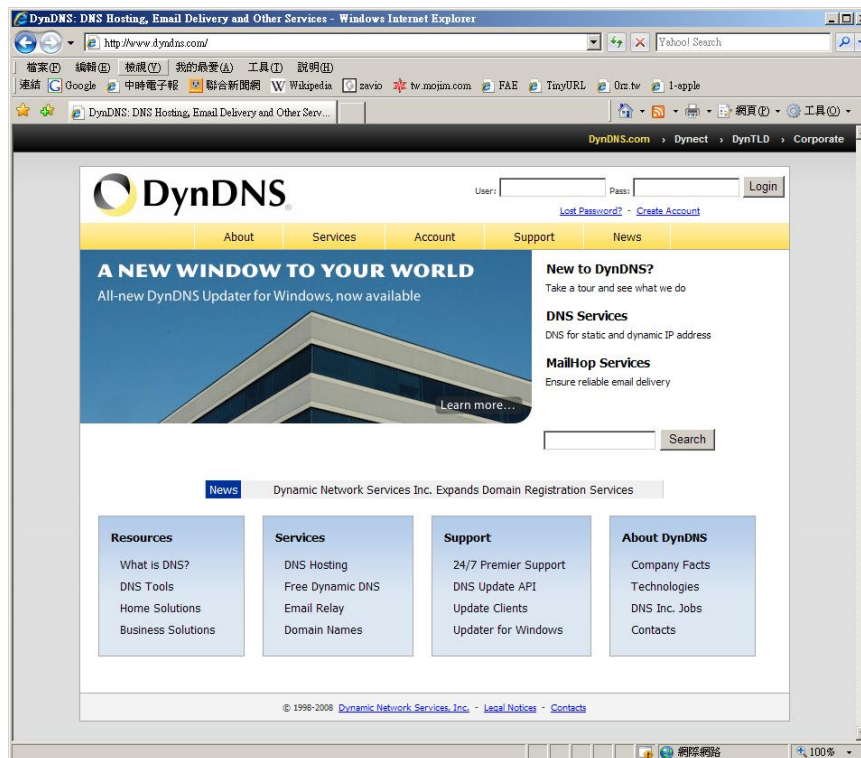 DynDNS: DNS Hosting, Email Delivery and Other Services - Windows Internet Explorer
http://www.dyndns.com/
Yahoo! Search
檔案(F) 編輯(E) 檢視(V) 我的最愛(A) 工具(T) 說明(H)
連結 Google 中時電子報 聯合新聞網 Wikipedia zavio tw.mojim.com FAE TinyURL 0rz.tw 1-apple
DynDNS: DNS Hosting, Email Delivery and Other Serv...
網頁(P) 工具(O)
DynDNS.com › Dynect › DynTLD › Corporate
DynDNS
User: Pass: Login
Lost Password? - Create Account
About Services Account Support News
A NEW WINDOW TO YOUR WORLD
All-new DynDNS Updater for Windows, now available
Learn more...
New to DynDNS?
Take a tour and see what we do
DNS Services
DNS for static and dynamic IP address
MailHop Services
Ensure reliable email delivery
Search
News Dynamic Network Services Inc. Expands Domain Registration Services
Resources
What is DNS?
DNS Tools
Home Solutions
Business Solutions
Services
DNS Hosting
Free Dynamic DNS
Email Relay
Domain Names
Support
24/7 Premier Support
DNS Update API
Update Clients
Updater for Windows
About DynDNS
Company Facts
Technologies
DNS Inc. Jobs
Contacts
© 1998-2008 Dynamic Network Services, Inc. - Legal Notices - Contacts
網際網路 100%